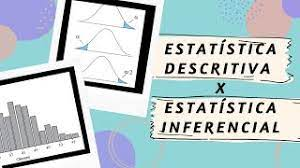 ESTATÍSTICA
DESCRITIVA
X
ESTATÍSTICA
INFERENCIAL